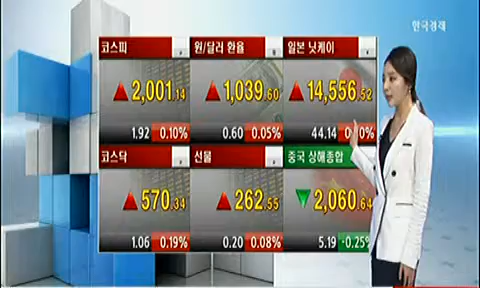 한국경제
코스피
2,001.14
1.92 0.10%
원/달러 환율
1,039.60
0.60 0.05%
일본 닛케이
14,556.52
44.14
코스닥
570.34
1.06 0.19%
선물
262.55
0.20 0.08%
중국 상해종합
2,060.64
5.19 -0.25%